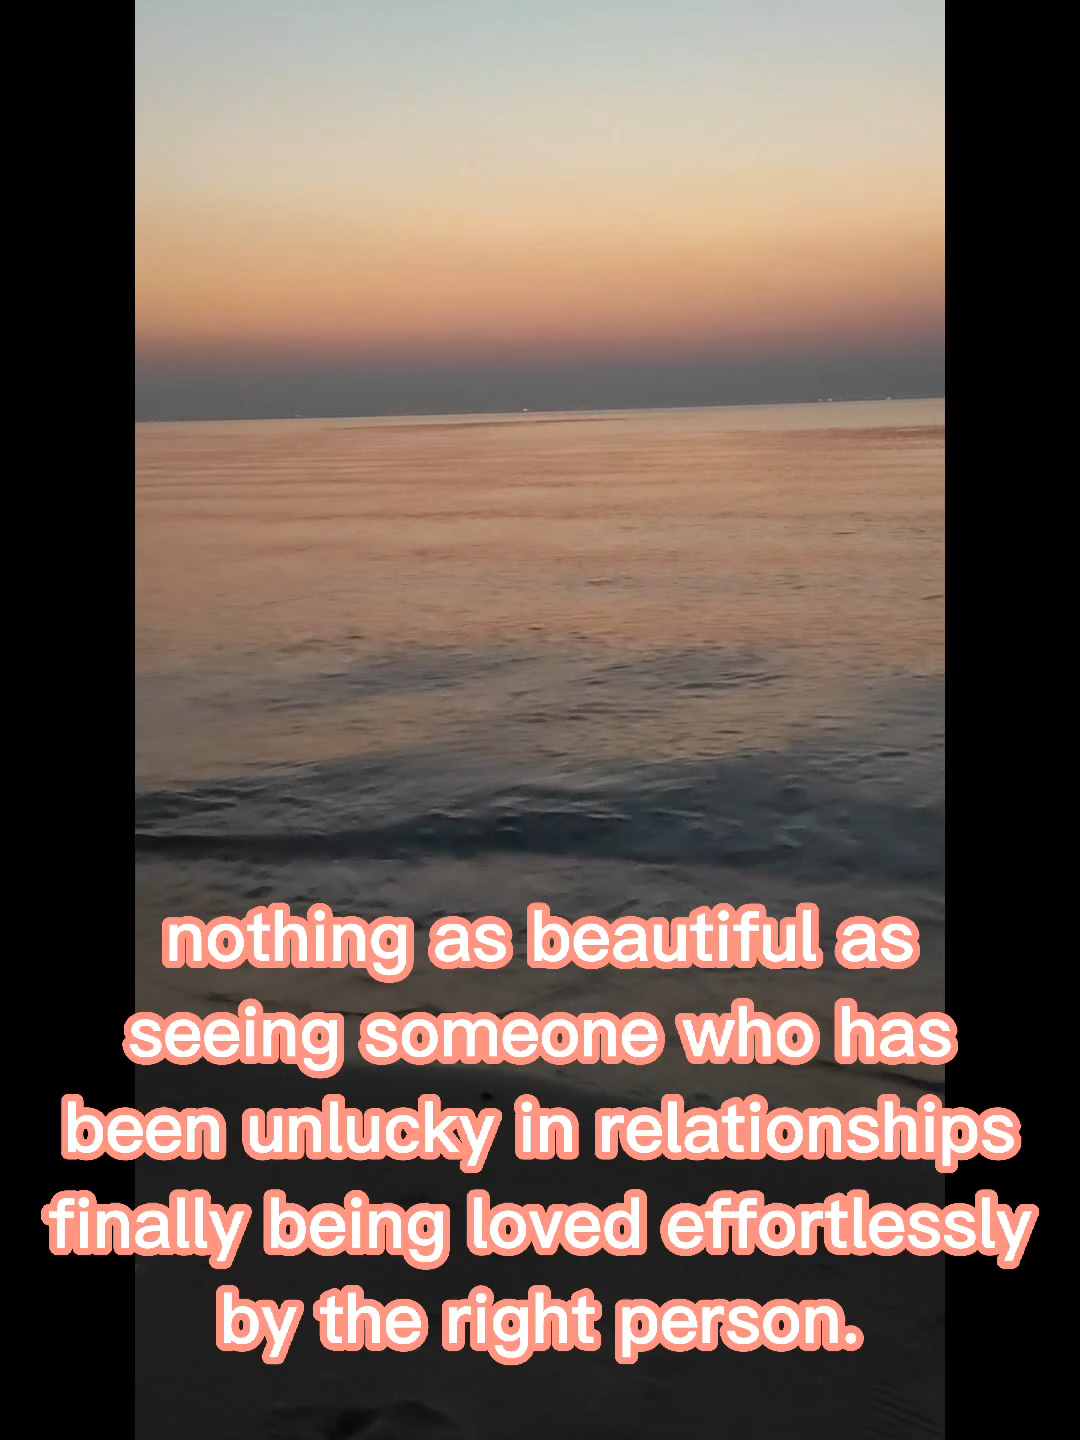 nothing as beautiful as
seeing someone who has
been unlucky in relationships
finally being loved effortlessly
by the right person.